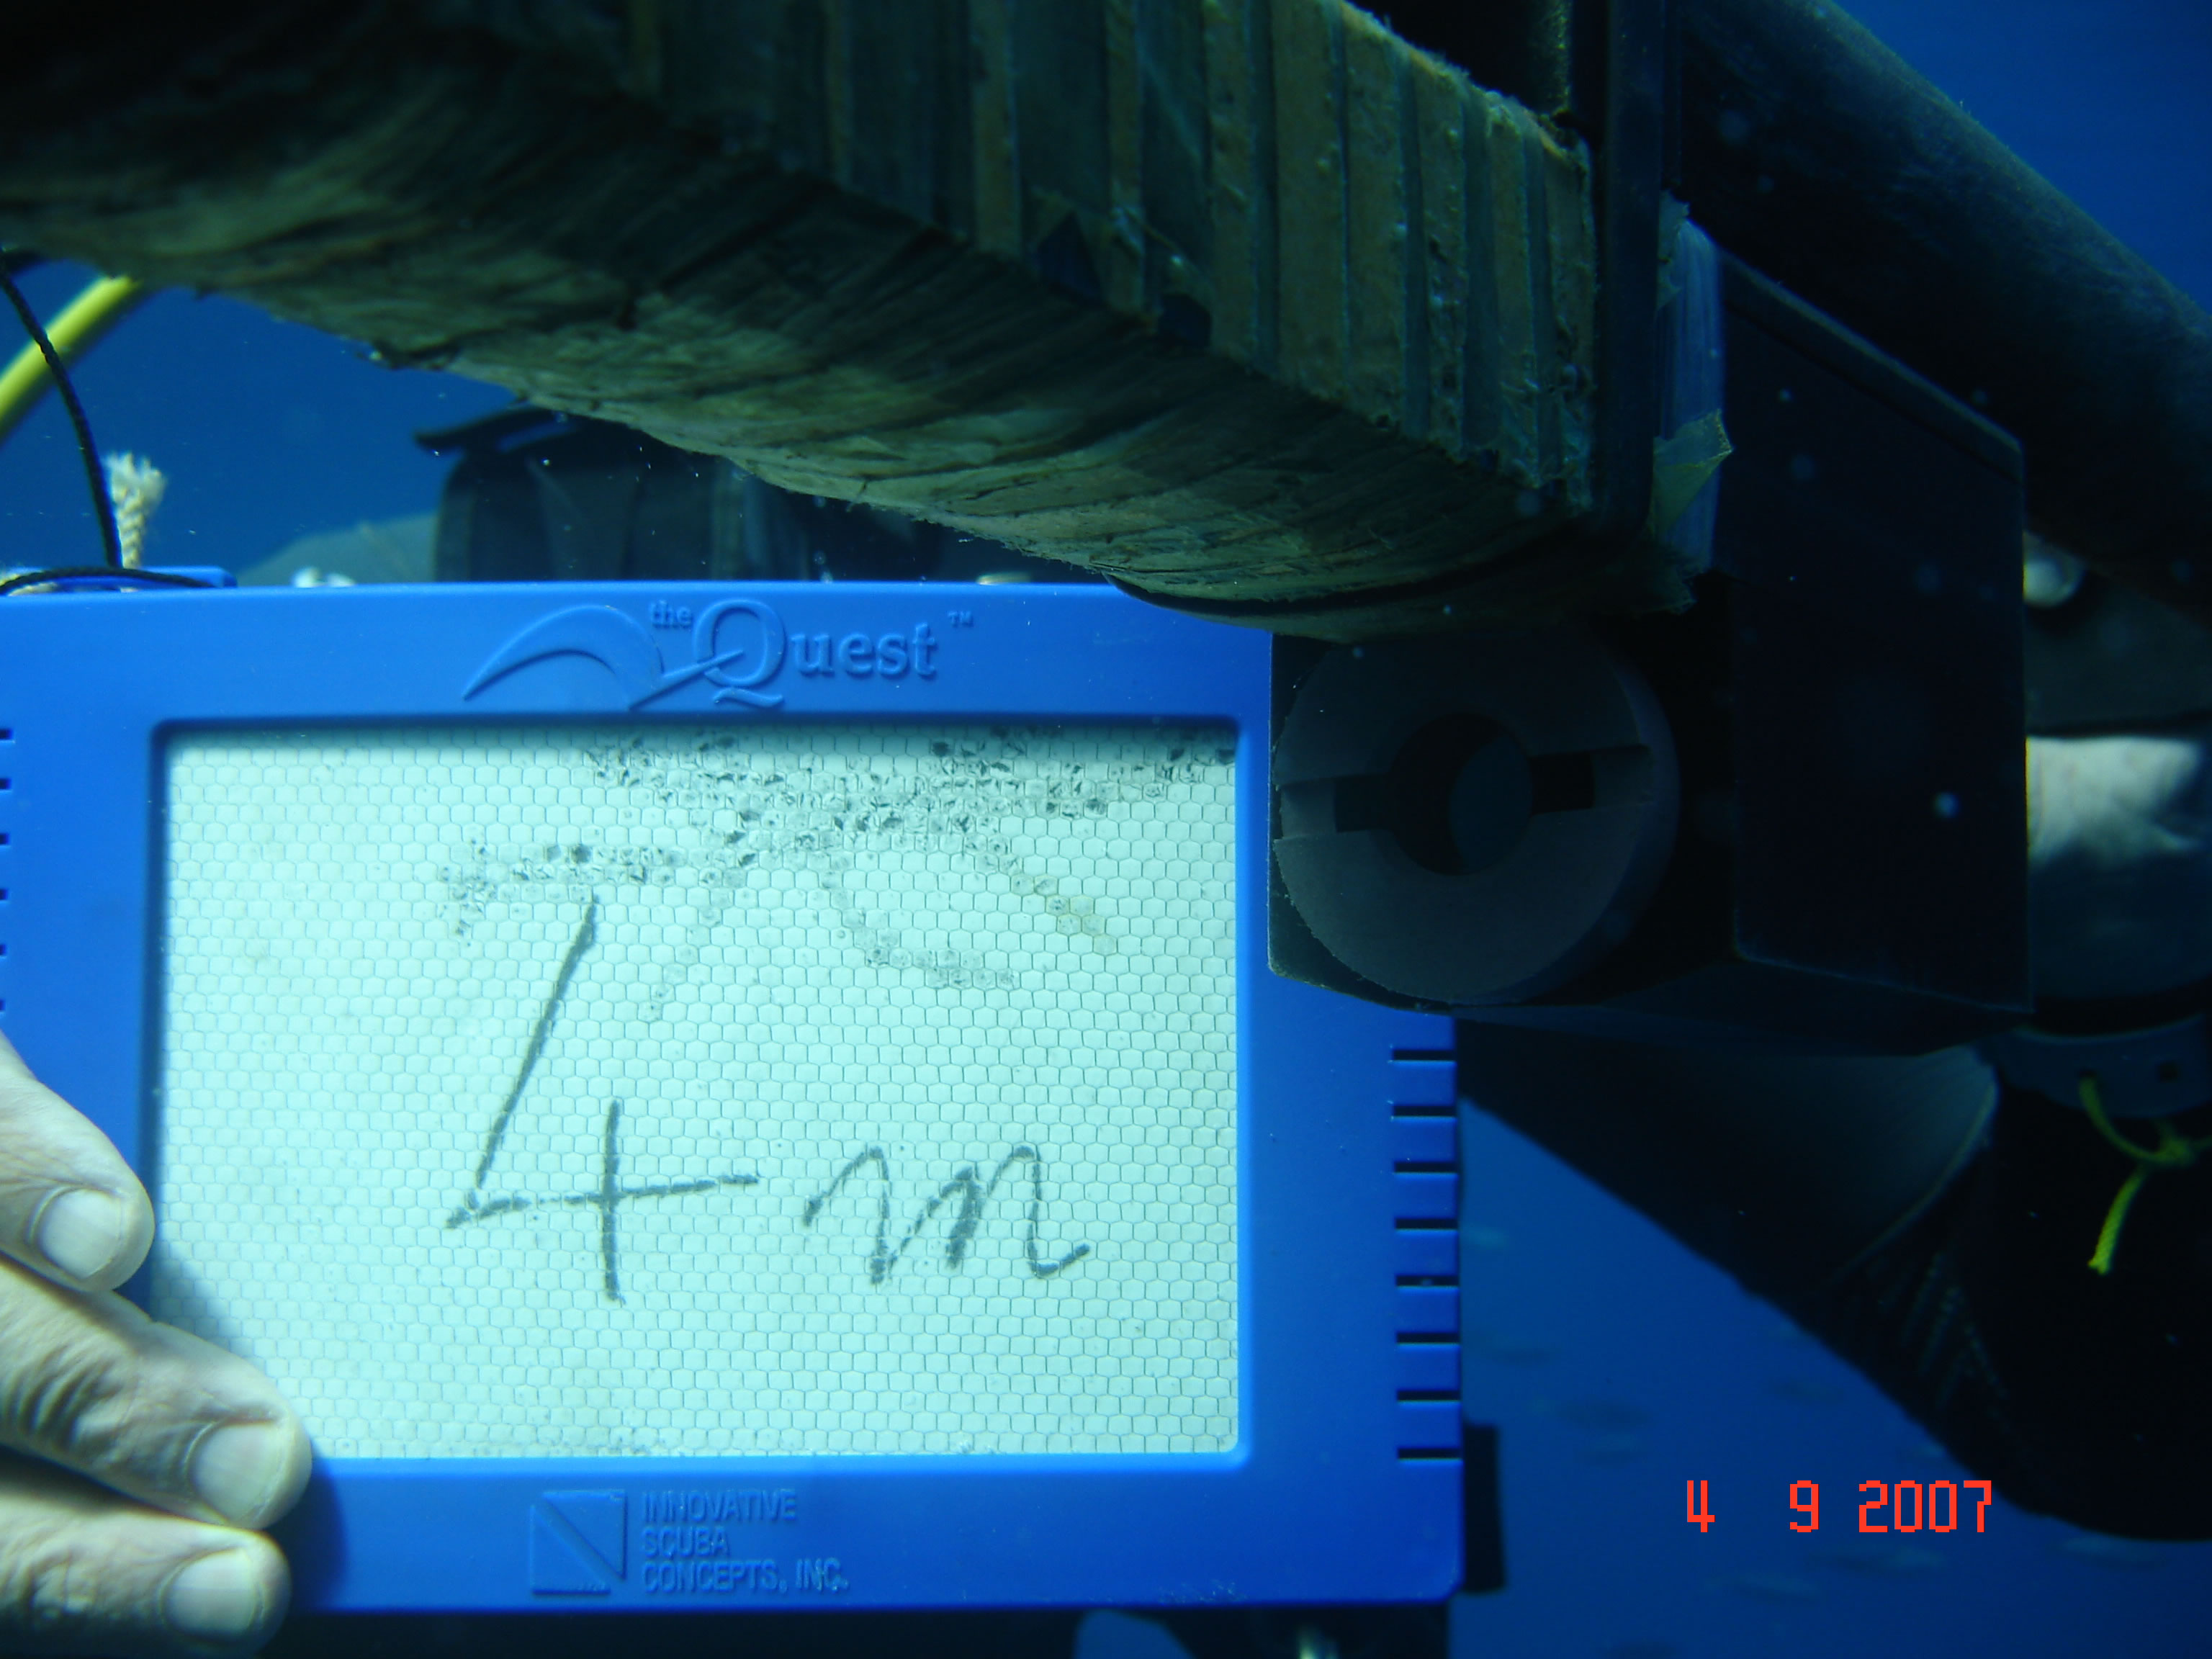 the Quest™
4 m
INNOVATIVE
SCUBA
CONCEPTS, INC.
4 9 2007